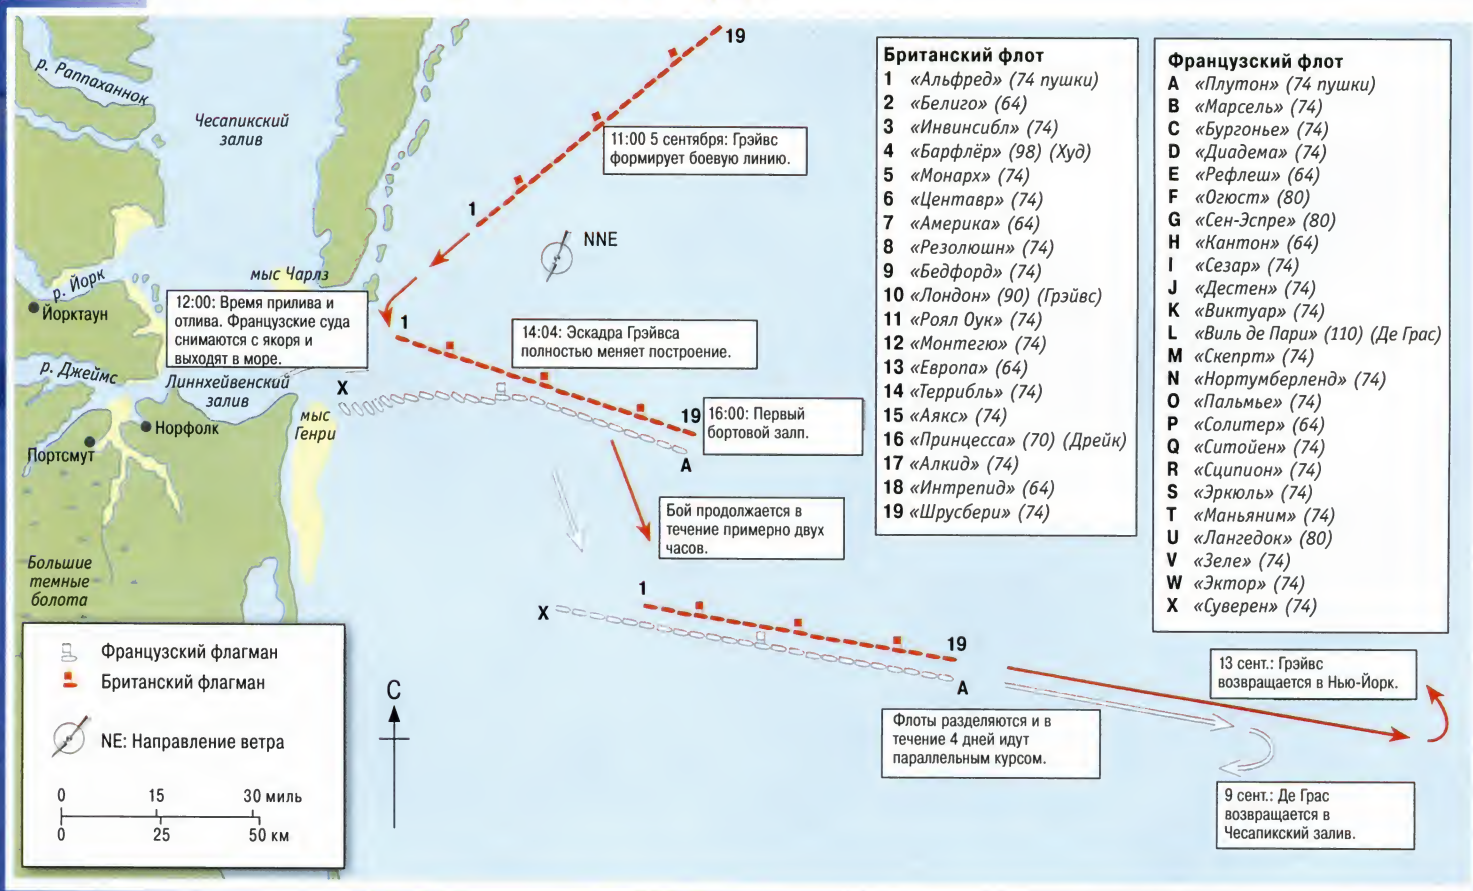 19
р. Раппаханнок
Чесапикский
залив
11:00 5 сентября: Грэйвс
формирует боевую линию.
1
NNE
мыс Чарлз
р. Йорк
Йорктаун
12:00: Время прилива и
отлива. Французские суда
снимаются с якоря и
выходят в море.
1
14:04: Эскадра Грэйвса
полностью меняет построение.
р. Джеймс
Линнхейвенский
залив
X
мыс
Генри
19
16:00: Первый
бортовой залп.
A
Норфолк
Портсмут
Бой продолжается в
течение примерно двух
часов.
Большие
темные
болота
1
X
19
A
Флоты разделяются и в
течение 4 дней идут
параллельным курсом.
13 сент.: Грэйвс
возвращается в Нью-Йорк.
9 сент.: Де Грас
возвращается в
Чесапикский залив.
Британский флот
1 «Альфред» (74 пушки)
2 «Белиго» (64)
3 «Инвинсибл» (74)
4 «Барфлёр» (98) (Худ)
5 «Монарх» (74)
6 «Центавр» (74)
7 «Америка» (64)
8 «Резолюшн» (74)
9 «Бедфорд» (74)
10 «Лондон» (90) (Грэйвс)
11 «Роял Оук» (74)
12 «Монтегю» (74)
13 «Европа» (64)
14 «Террибль» (74)
15 «Аякс» (74)
16 «Принцесса» (70) (Дрейк)
17 «Алкид» (74)
18 «Интрепид» (64)
19 «Шрусбери» (74)
Французский флот
A «Плутон» (74 пушки)
B «Марсель» (74)
C «Бургонье» (74)
D «Диадема» (74)
E «Рефлеш» (64)
F «Огюст» (80)
G «Сен-Эспре» (80)
H «Кантон» (64)
I «Сезар» (74)
J «Дестен» (74)
K «Виктуар» (74)
L «Виль де Пари» (110) (Де Грас)
M «Скепрт» (74)
N «Нортумберленд» (74)
O «Пальмье» (74)
P «Солитер» (64)
Q «Ситойен» (74)
R «Сципион» (74)
S «Эркюль» (74)
T «Маньяним» (74)
U «Лангедок» (80)
V «Зеле» (74)
W «Эктор» (74)
X «Суверен» (74)
Французский флагман
Британский флагман
NE: Направление ветра
0 15 30 миль
0 25 50 км
С